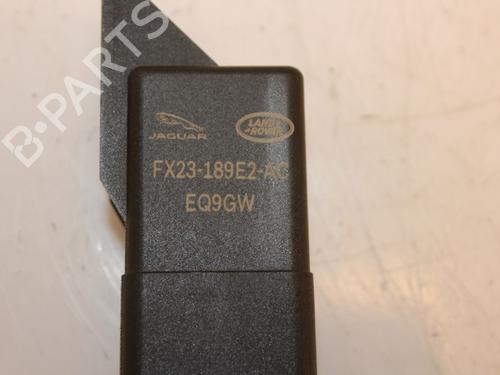 B-PARTS
JAGUAR
LAND-
ROVER
FX23-189E2-AC
EQ9GW